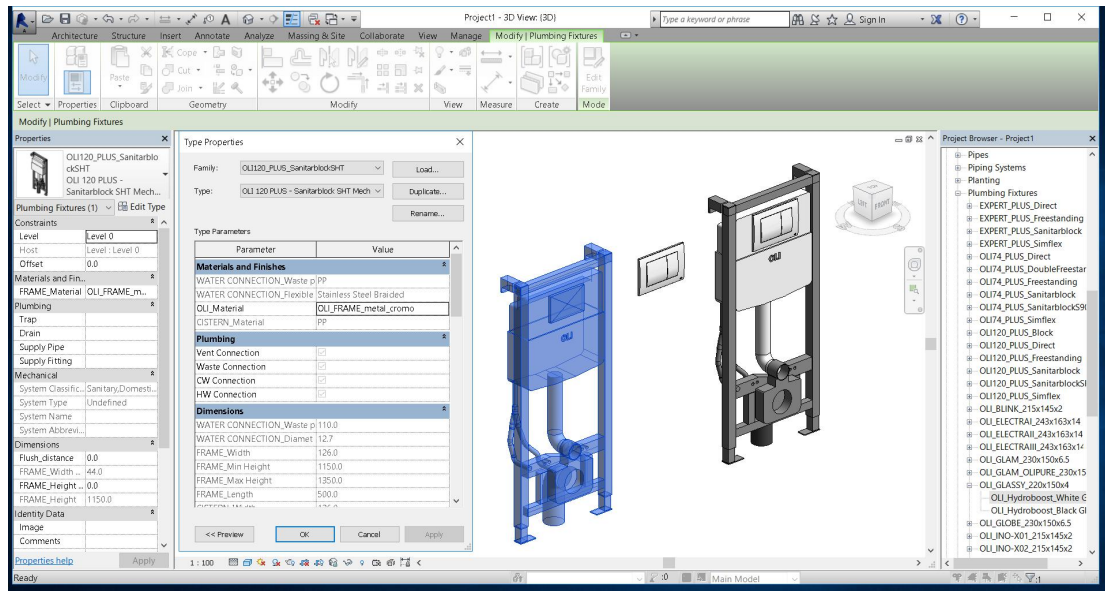 Project1 - 3D View: {3D}
Type a keyword or phrase
Sign In
Architecture Structure Insert Annotate Analyze Massing & Site Collaborate View Manage Modify | Plumbing Fixtures
Modify
Paste
Cope
Cut
Join
Edit
Family
Select Properties Clipboard Geometry Modify View Measure Create Mode
Modify | Plumbing Fixtures
Properties
OLI120_PLUS_Sanitarblo
ckSHT
OLI 120 PLUS -
Sanitarblock SHT Mech...
Plumbing Fixtures (1) Edit Type
Constraints
Level Level 0
Host Level : Level 0
Offset 0.0
Materials and Fin...
FRAME_Material OLI_FRAME_m...
Plumbing
Trap
Drain
Supply Pipe
Supply Fitting
Mechanical
System Classific... Sanitary,Domesti...
System Type Undefined
System Name
System Abbrevi...
Dimensions
Flush_distance 0.0
FRAME_Width ... 44.0
FRAME_Height ... 0.0
FRAME_Height 1150.0
Identity Data
Image
Comments
Properties help Apply
Type Properties
Family: OLI120_PLUS_SanitarblockSHT Load...
Type: OLI 120 PLUS - Sanitarblock SHT Mech Duplicate...
Rename...
Type Parameters
Parameter Value
Materials and Finishes
WATER CONNECTION_Waste p PP
WATER CONNECTION_Flexible Stainless Steel Braided
OLI_Material OLI_FRAME_metal_cromo
CISTERN_Material PP
Plumbing
Vent Connection
Waste Connection
CW Connection
HW Connection
Dimensions
WATER CONNECTION_Waste p 110.0
WATER CONNECTION_Diamet 12.7
FRAME_Width 126.0
FRAME_Min Height 1150.0
FRAME_Max Height 1350.0
FRAME_Length 500.0
<< Preview OK Cancel Apply
OLI
OLI
LEFT FRONT
Project Browser - Project1
Pipes
Piping Systems
Planting
Plumbing Fixtures
EXPERT_PLUS_Direct
EXPERT_PLUS_Freestanding
EXPERT_PLUS_Sanitarblock
EXPERT_PLUS_Simflex
OLI74_PLUS_Direct
OLI74_PLUS_DoubleFreestar
OLI74_PLUS_Freestanding
OLI74_PLUS_Sanitarblock
OLI74_PLUS_SanitarblockS90
OLI74_PLUS_Simflex
OLI120_PLUS_Block
OLI120_PLUS_Direct
OLI120_PLUS_Freestanding
OLI120_PLUS_Sanitarblock
OLI120_PLUS_SanitarblockSH
OLI120_PLUS_Simflex
OLI_BLINK_215x145x2
OLI_ELECTRAI_243x163x14
OLI_ELECTRAII_243x163x14
OLI_ELECTRAIII_243x163x14
OLI_GLAM_230x150x6.5
OLI_GLAM_OLIPURE_230x15
OLI_GLASSY_220x150x4
OLI_Hydroboost_White G
OLI_Hydroboost_Black Gl
OLI_GLOBE_230x150x6.5
OLI_INO-X01_215x145x2
OLI_INO-X02_215x145x2
1 : 100
Ready
:0
Main Model
:1